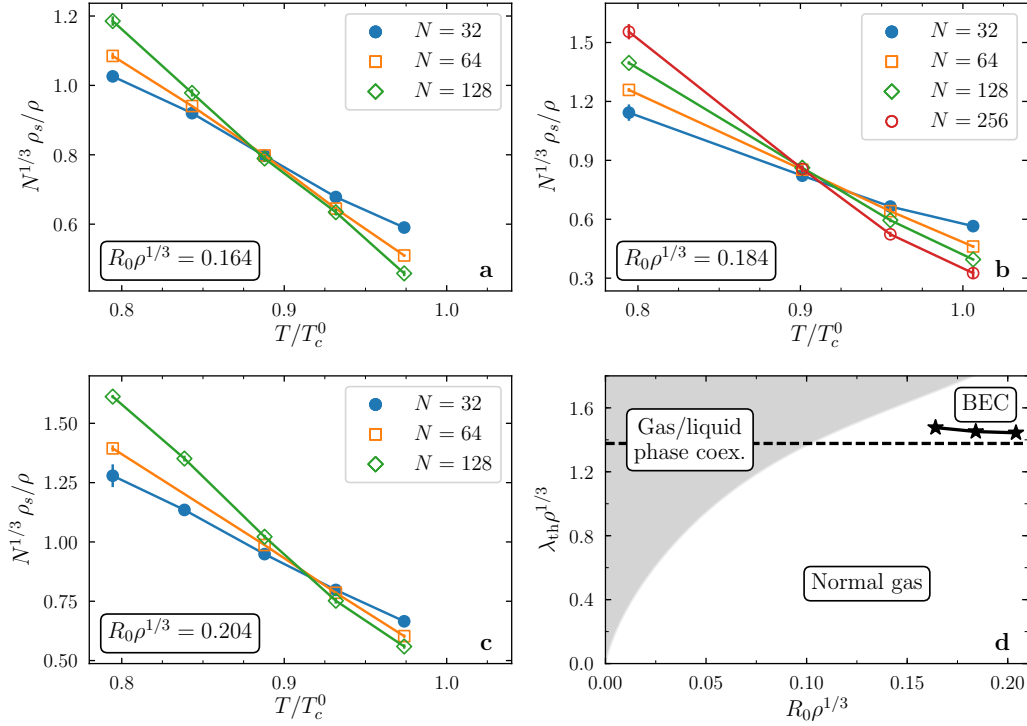 1.2
1.0
0.8
0.6
N^{1/3} ρ_s/ρ
N = 32
N = 64
N = 128
R_0ρ^{1/3} = 0.164
a
0.8
0.9
1.0
T/T_c^0
1.5
1.2
0.9
0.6
0.3
N^{1/3} ρ_s/ρ
N = 32
N = 64
N = 128
N = 256
R_0ρ^{1/3} = 0.184
b
0.8
0.9
1.0
T/T_c^0
1.50
1.25
1.00
0.75
0.50
N^{1/3} ρ_s/ρ
N = 32
N = 64
N = 128
R_0ρ^{1/3} = 0.204
c
0.8
0.9
1.0
T/T_c^0
1.6
1.2
0.8
0.4
0.0
λ_{th}ρ^{1/3}
BEC
Gas/liquid
phase coex.
Normal gas
d
0.00
0.05
0.10
0.15
0.20
R_0ρ^{1/3}